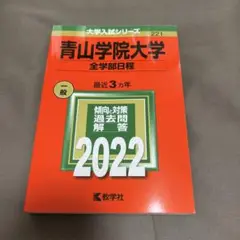 大学入試シリーズ
221
青山学院大学
全学部日程
一般
最近3カ年
傾向と対策
過去問
解答
2022
教学社